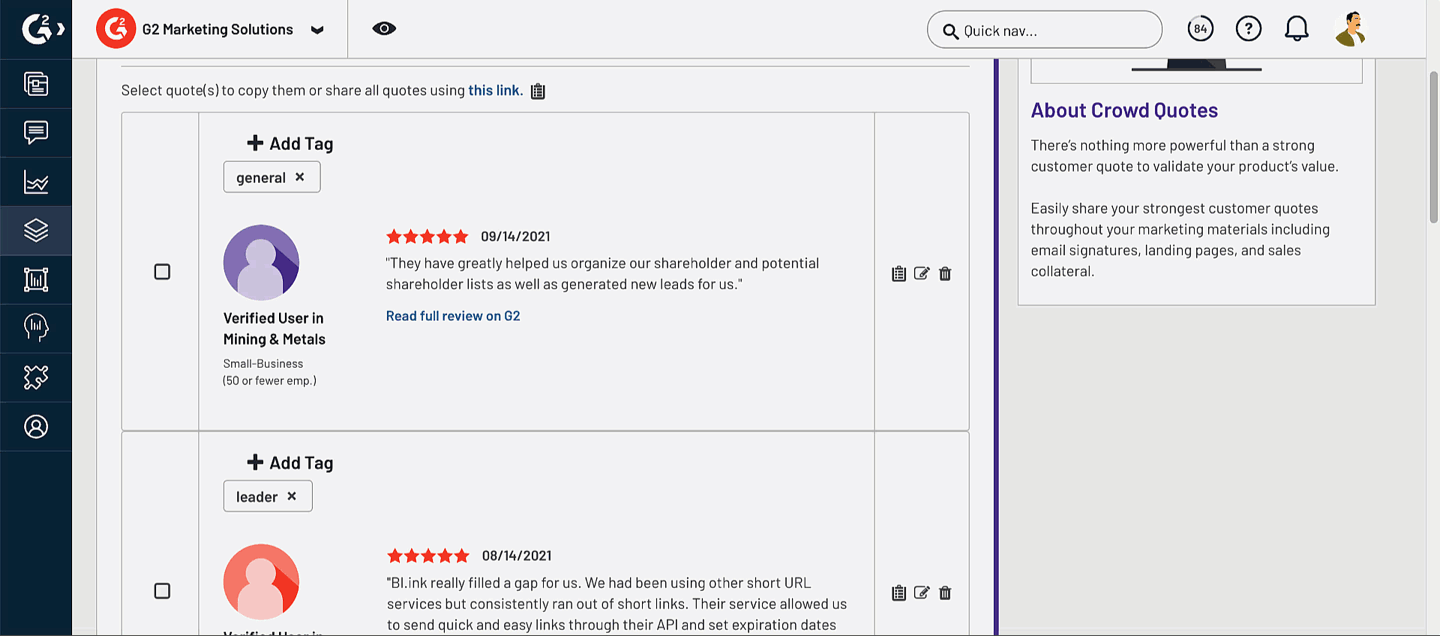 G2 Marketing Solutions
Quick nav...
84
Select quote(s) to copy them or share all quotes using this link.
Add Tag
general ×
09/14/2021
"They have greatly helped us organize our shareholder and potential
shareholder lists as well as generated new leads for us."
Read full review on G2
Verified User in
Mining & Metals
Small-Business
(50 or fewer emp.)
Add Tag
leader ×
08/14/2021
"Bl.ink really filled a gap for us. We had been using other short URL
services but consistently ran out of short links. Their service allowed us
to send quick and easy links through their API and set expiration dates
Verified User in
About Crowd Quotes
There's nothing more powerful than a strong
customer quote to validate your product's value.
Easily share your strongest customer quotes
throughout your marketing materials including
email signatures, landing pages, and sales
collateral.